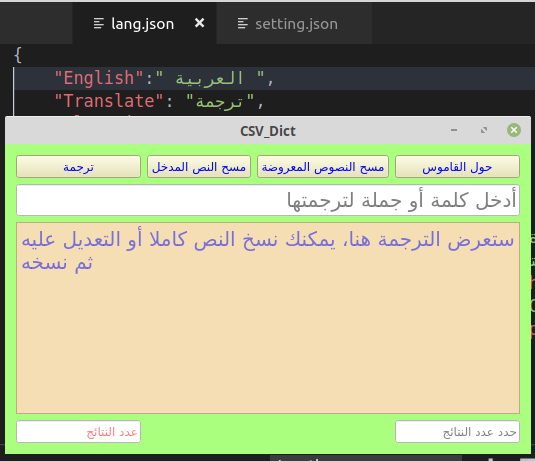 lang.json × setting.json
{
"English":" العربية ",
"Translate": "ترجمة",
CSV_Dict
حول القاموس مسح النصوص المعروضة مسح النص المدخل ترجمة
أدخل كلمة أو جملة لترجمتها
ستعرض الترجمة هنا، يمكنك نسخ النص كاملا أو التعديل عليه
ثم نسخه
حدد عدد النتائج عدد النتائج